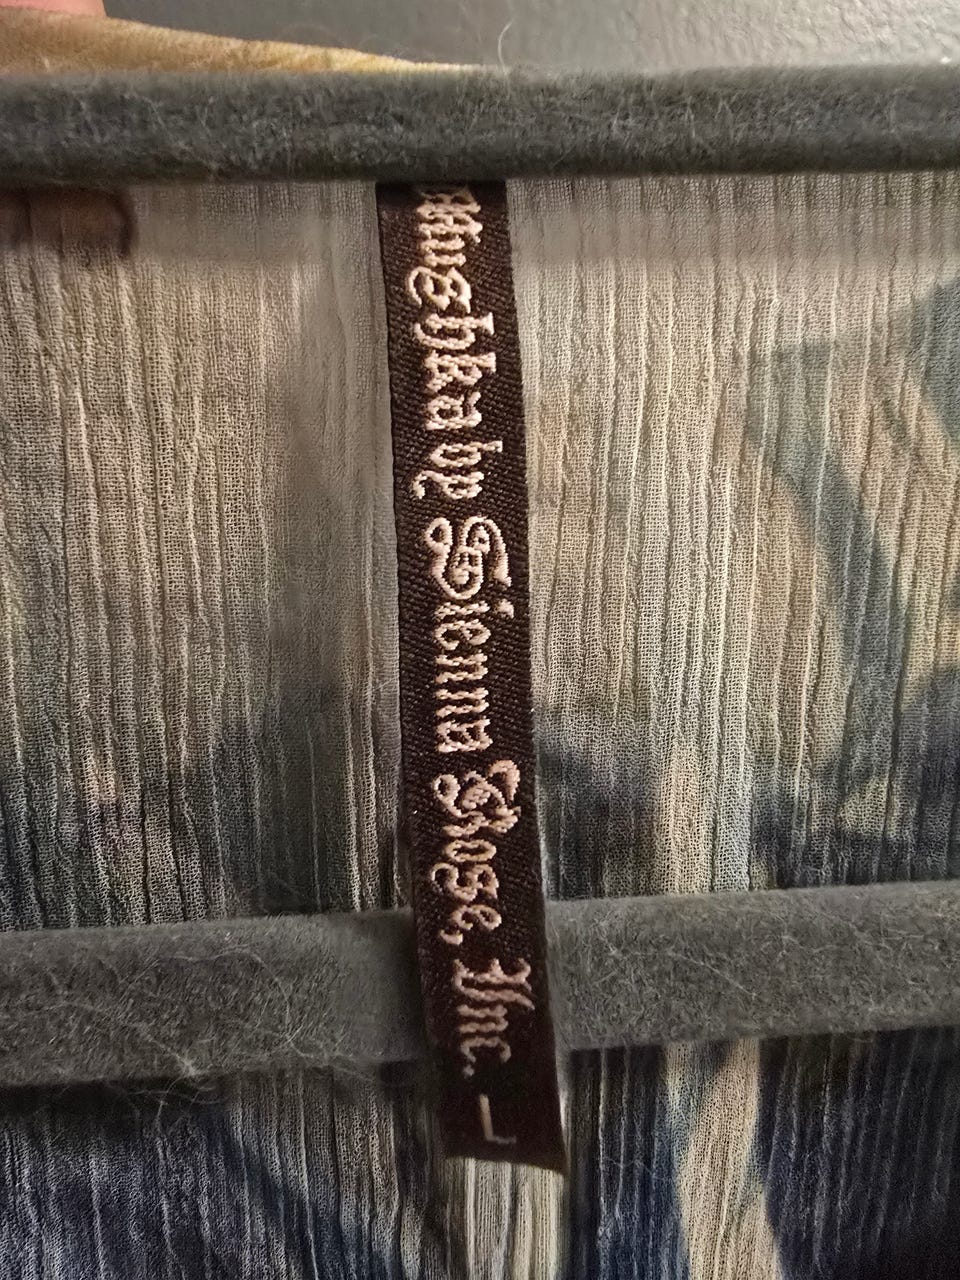 by Sienna Rose, Inc. L